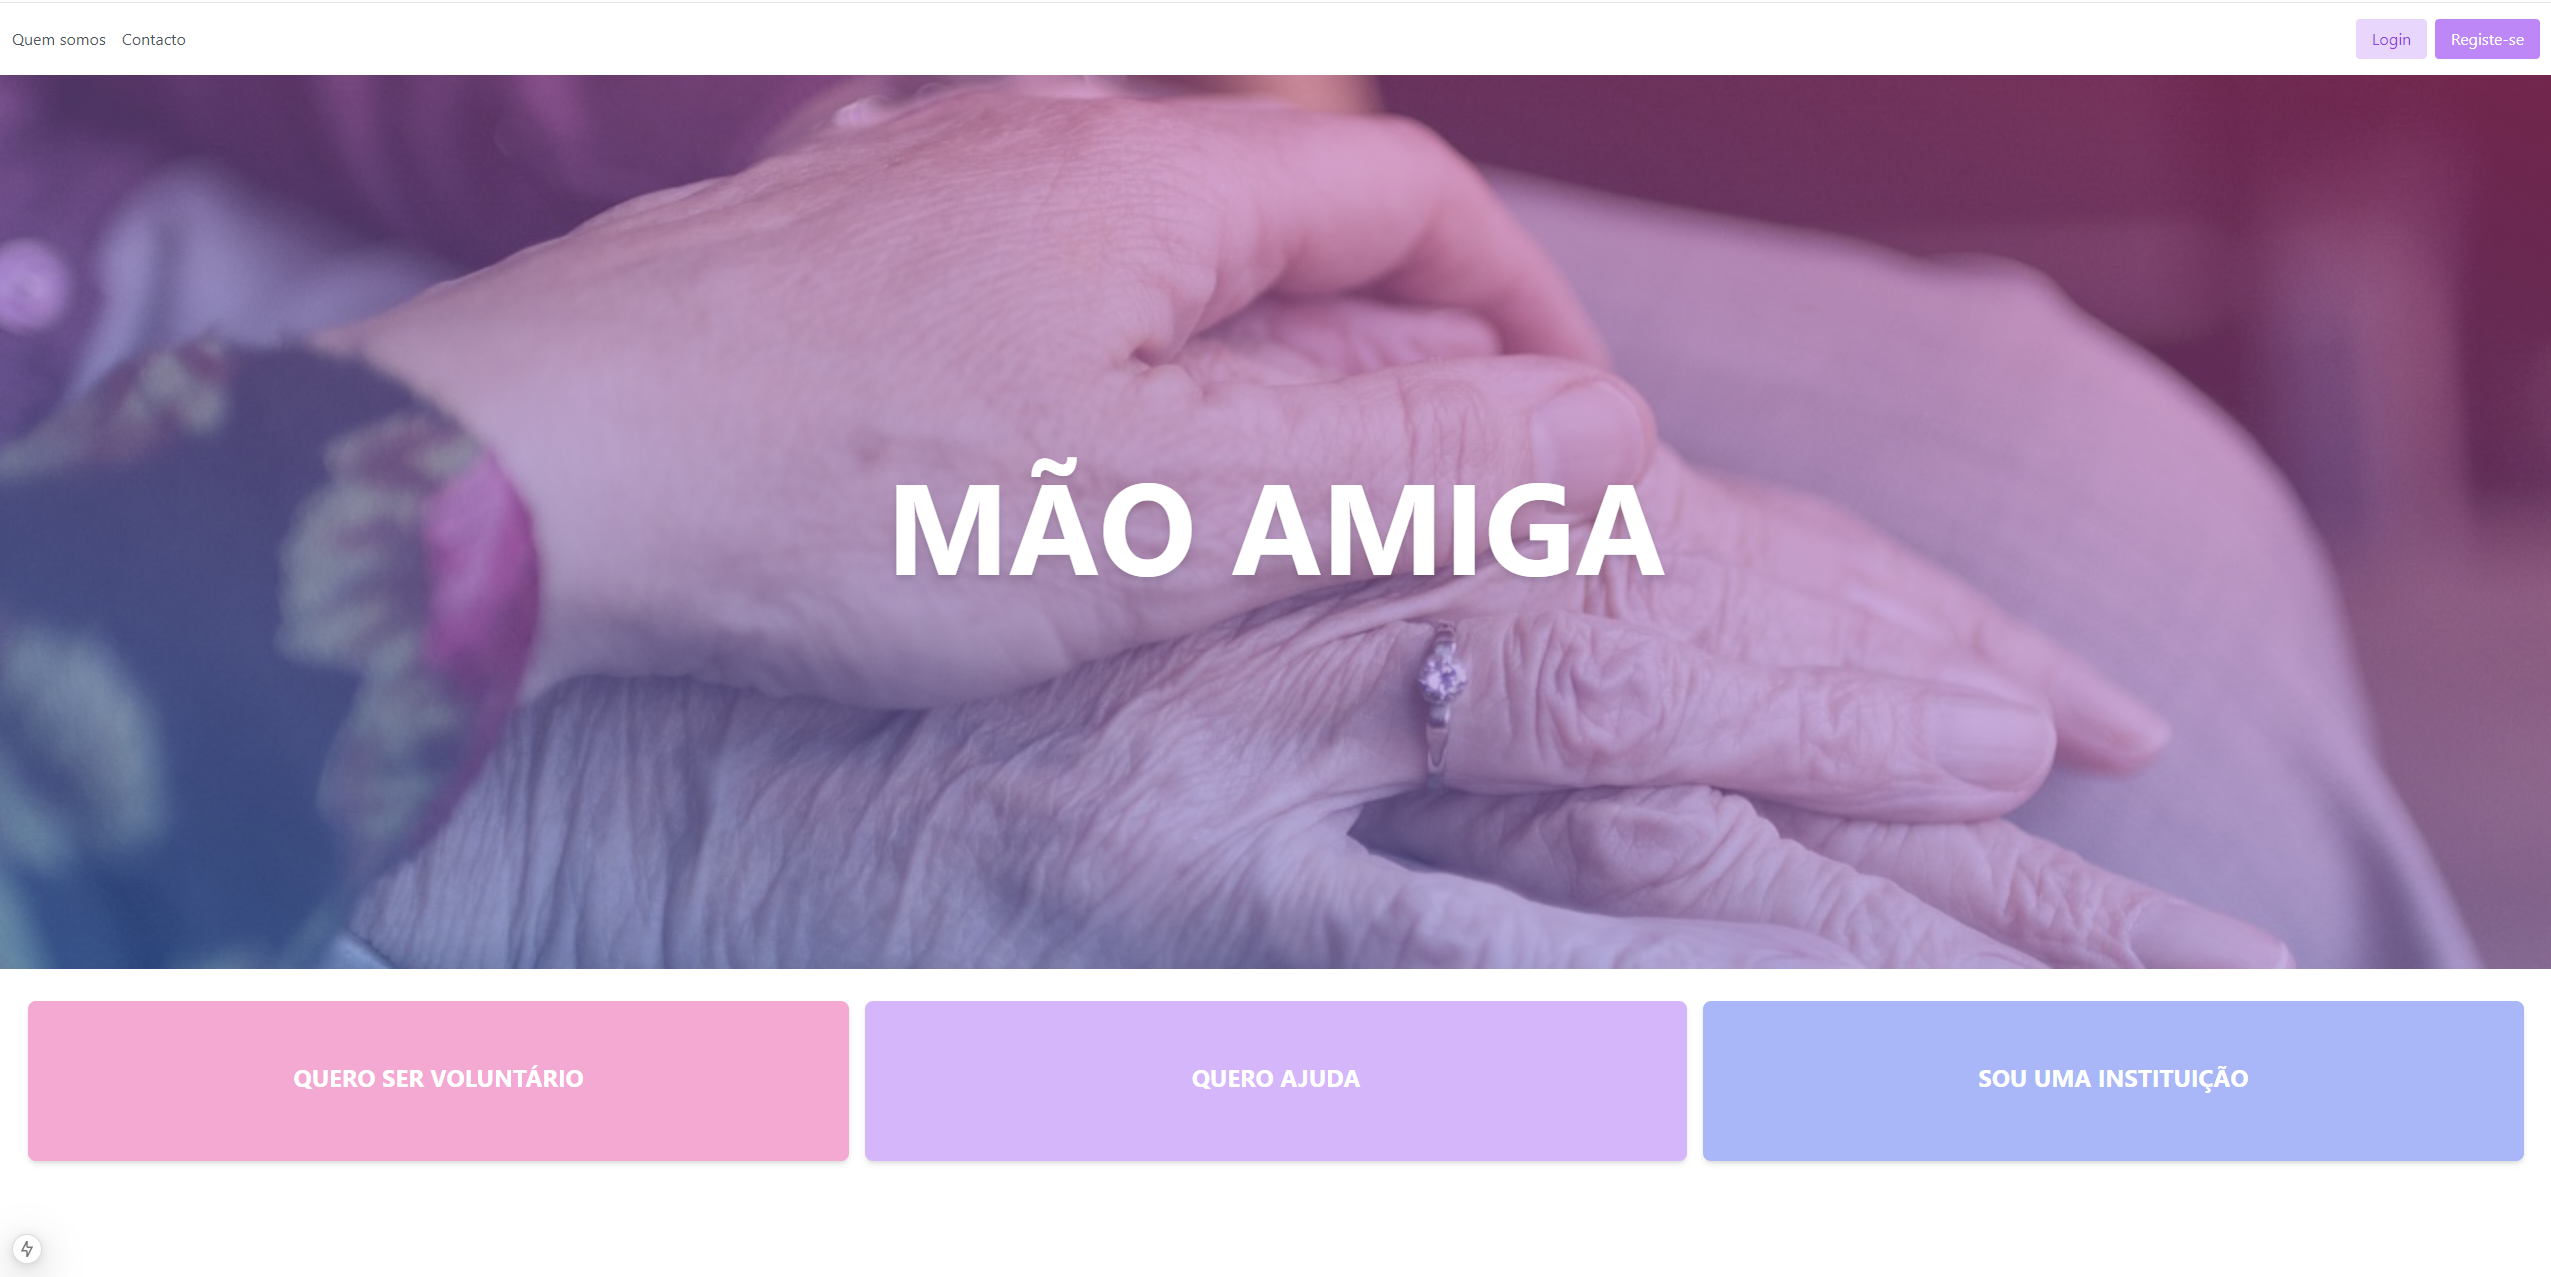 Quem somos Contacto Login Registe-se
MÃO AMIGA
QUERO SER VOLUNTÁRIO
QUERO AJUDA
SOU UMA INSTITUIÇÃO